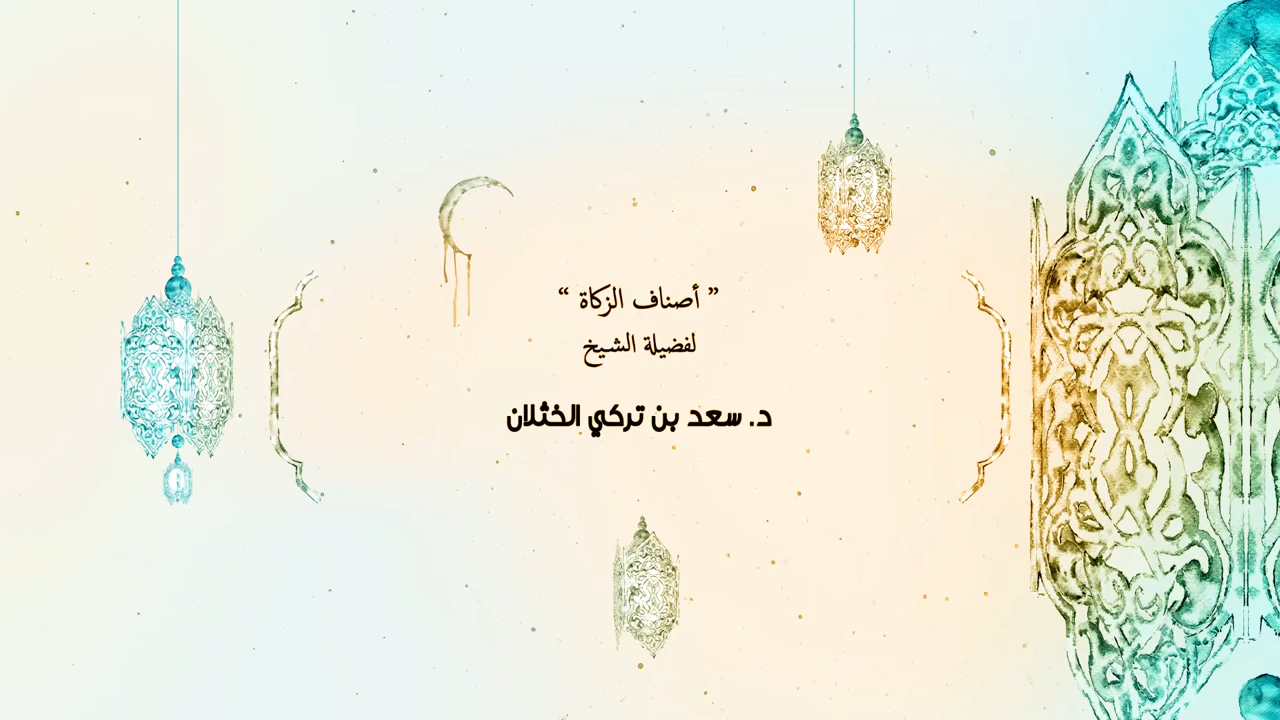 ” أصناف الزكاة “
لفضيلة الشيخ
د. سعد بن تركي الخثلان